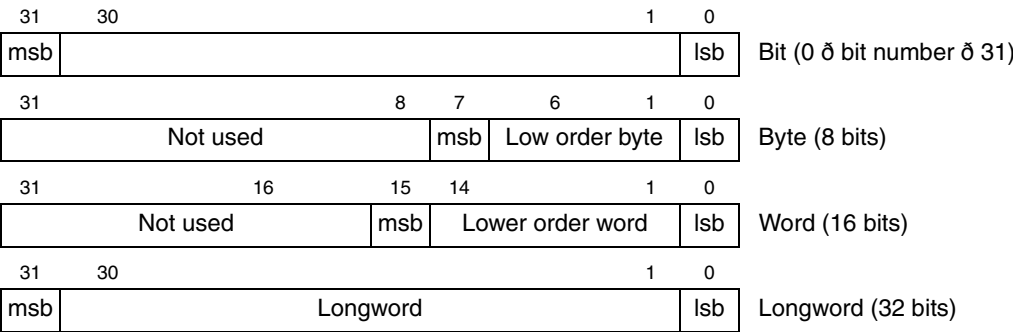 31 30 1 0
msb lsb Bit (0 ð bit number ð 31)
31 8 7 6 1 0
Not used msb Low order byte lsb Byte (8 bits)
31 16 15 14 1 0
Not used msb Lower order word lsb Word (16 bits)
31 30 1 0
msb Longword lsb Longword (32 bits)